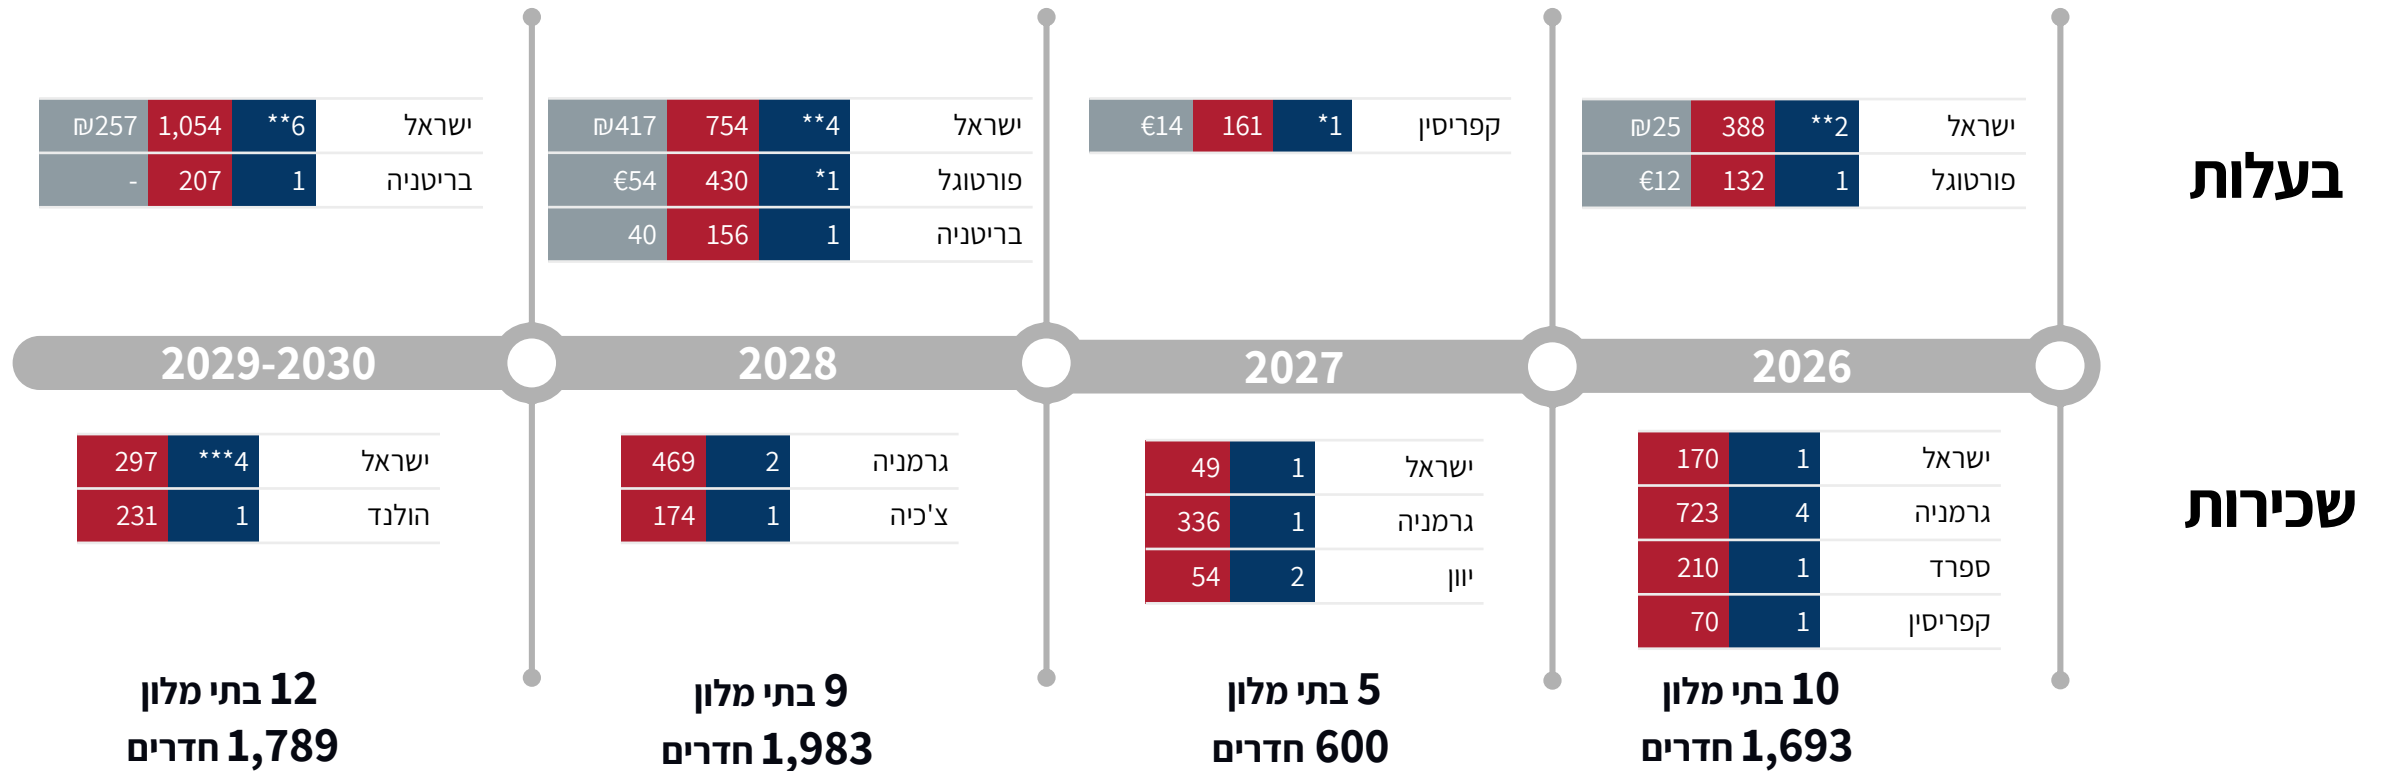 בעלות
ישראל 2** 388 ₪25
פורטוגל 1 132 €12
קפריסין 1* 161 €14
ישראל 4** 754 ₪417
פורטוגל 1* 430 €54
בריטניה 1 156 40
ישראל 6** 1,054 ₪257
בריטניה 1 207 -
2026
2027
2028
2029-2030
שכירות
ישראל 1 170
גרמניה 4 723
ספרד 1 210
קפריסין 1 70
ישראל 1 49
גרמניה 1 336
יוון 2 54
גרמניה 2 469
צ'כיה 1 174
ישראל 4*** 297
הולנד 1 231
10 בתי מלון
1,693 חדרים
5 בתי מלון
600 חדרים
9 בתי מלון
1,983 חדרים
12 בתי מלון
1,789 חדרים